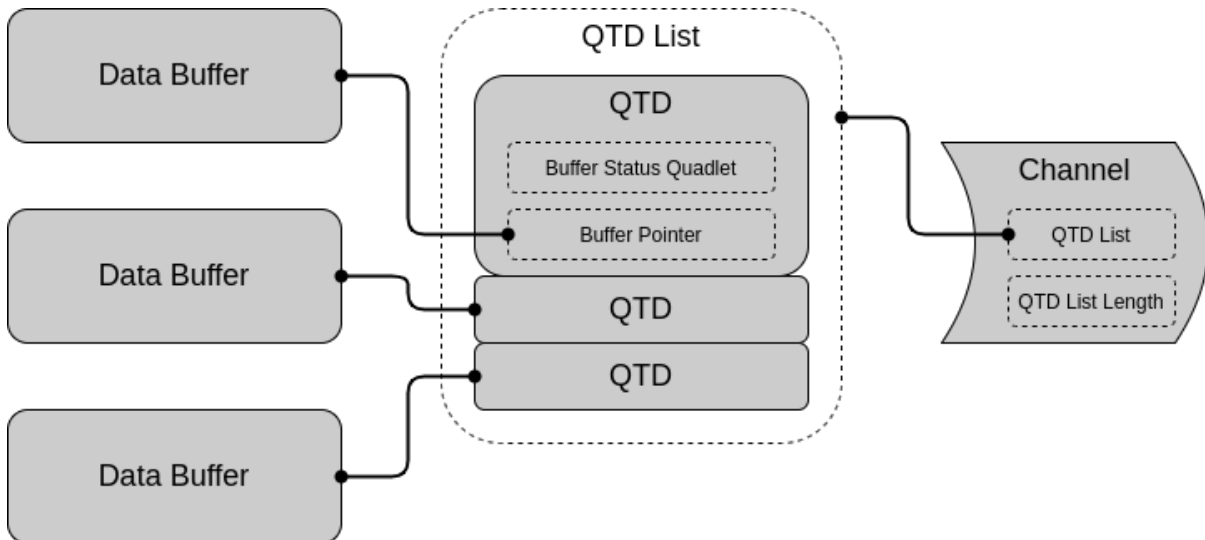 Data Buffer
Data Buffer
Data Buffer
QTD List
QTD
Buffer Status Quadlet
Buffer Pointer
QTD
QTD
Channel
QTD List
QTD List Length